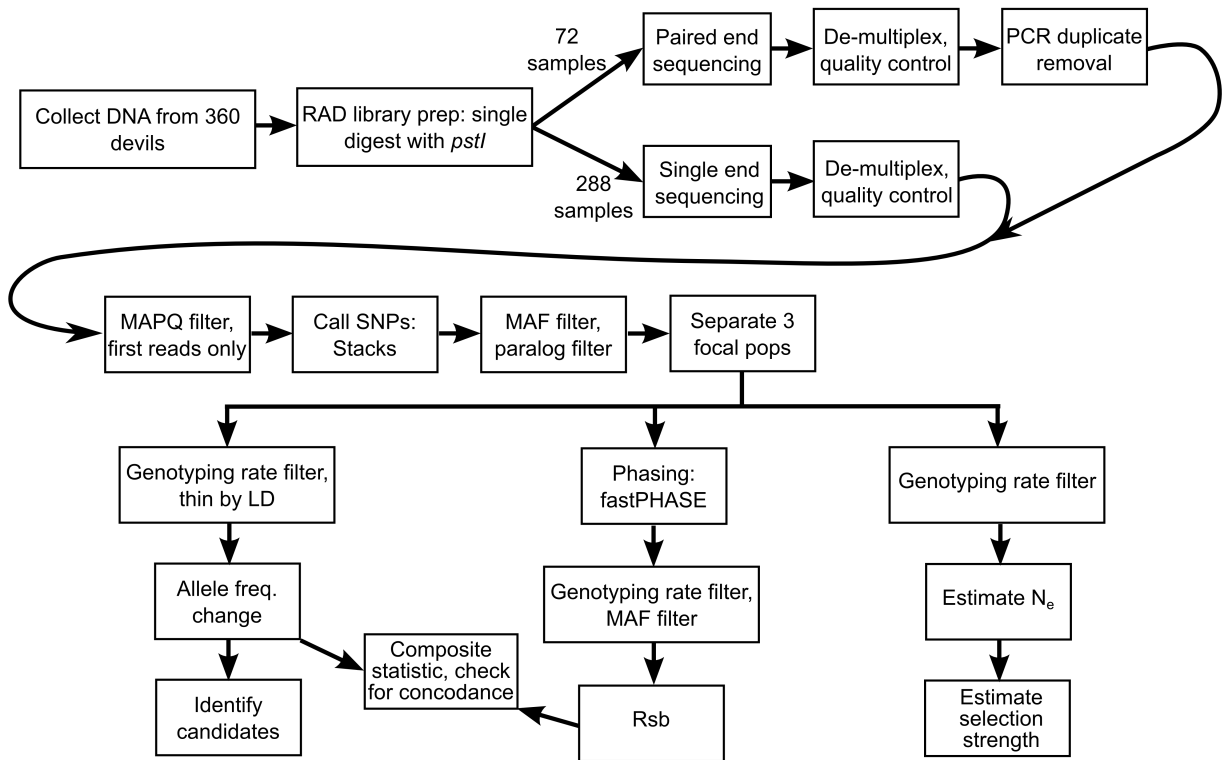 72
samples
Paired end
sequencing
De-multiplex,
quality control
PCR duplicate
removal
Collect DNA from 360
devils
RAD library prep: single
digest with pstI
288
samples
Single end
sequencing
De-multiplex,
quality control
MAPQ filter,
first reads only
Call SNPs:
Stacks
MAF filter,
paralog filter
Separate 3
focal pops
Genotyping rate filter,
thin by LD
Phasing:
fastPHASE
Genotyping rate filter
Allele freq.
change
Genotyping rate filter,
MAF filter
Estimate Ne
Composite
statistic, check
for concodance
Identify
candidates
Rsb
Estimate
selection
strength